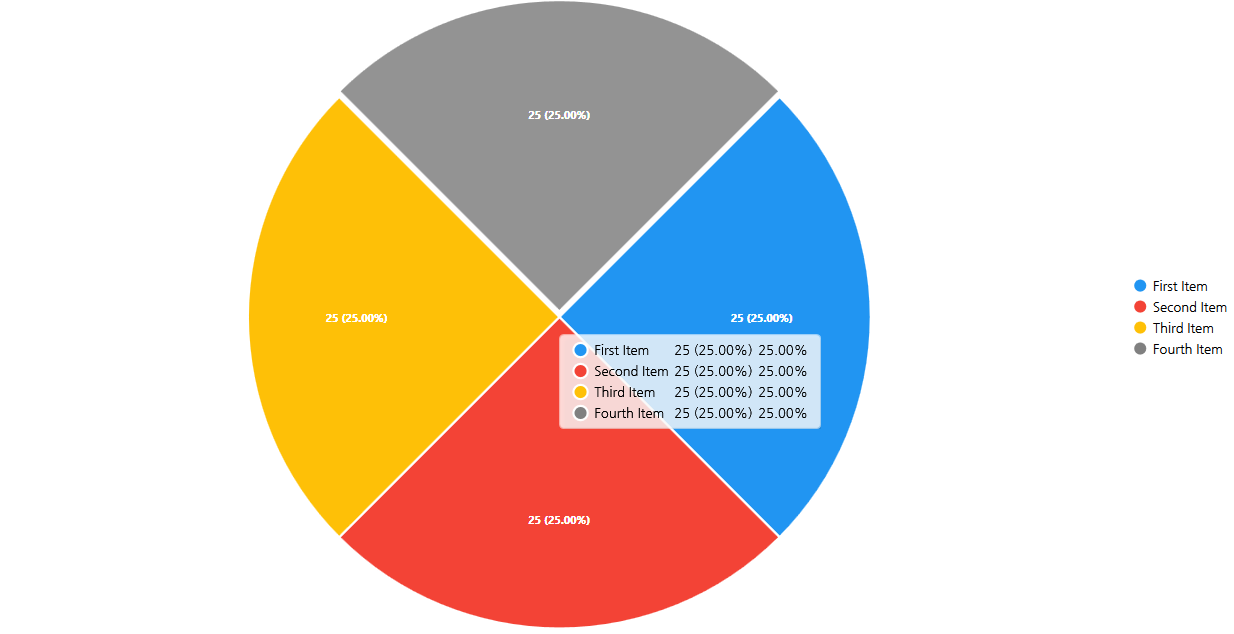 25 (25.00%)
25 (25.00%)
25 (25.00%)
First Item 25 (25.00%) 25.00%
Second Item 25 (25.00%) 25.00%
Third Item 25 (25.00%) 25.00%
Fourth Item 25 (25.00%) 25.00%
25 (25.00%)
First Item
Second Item
Third Item
Fourth Item